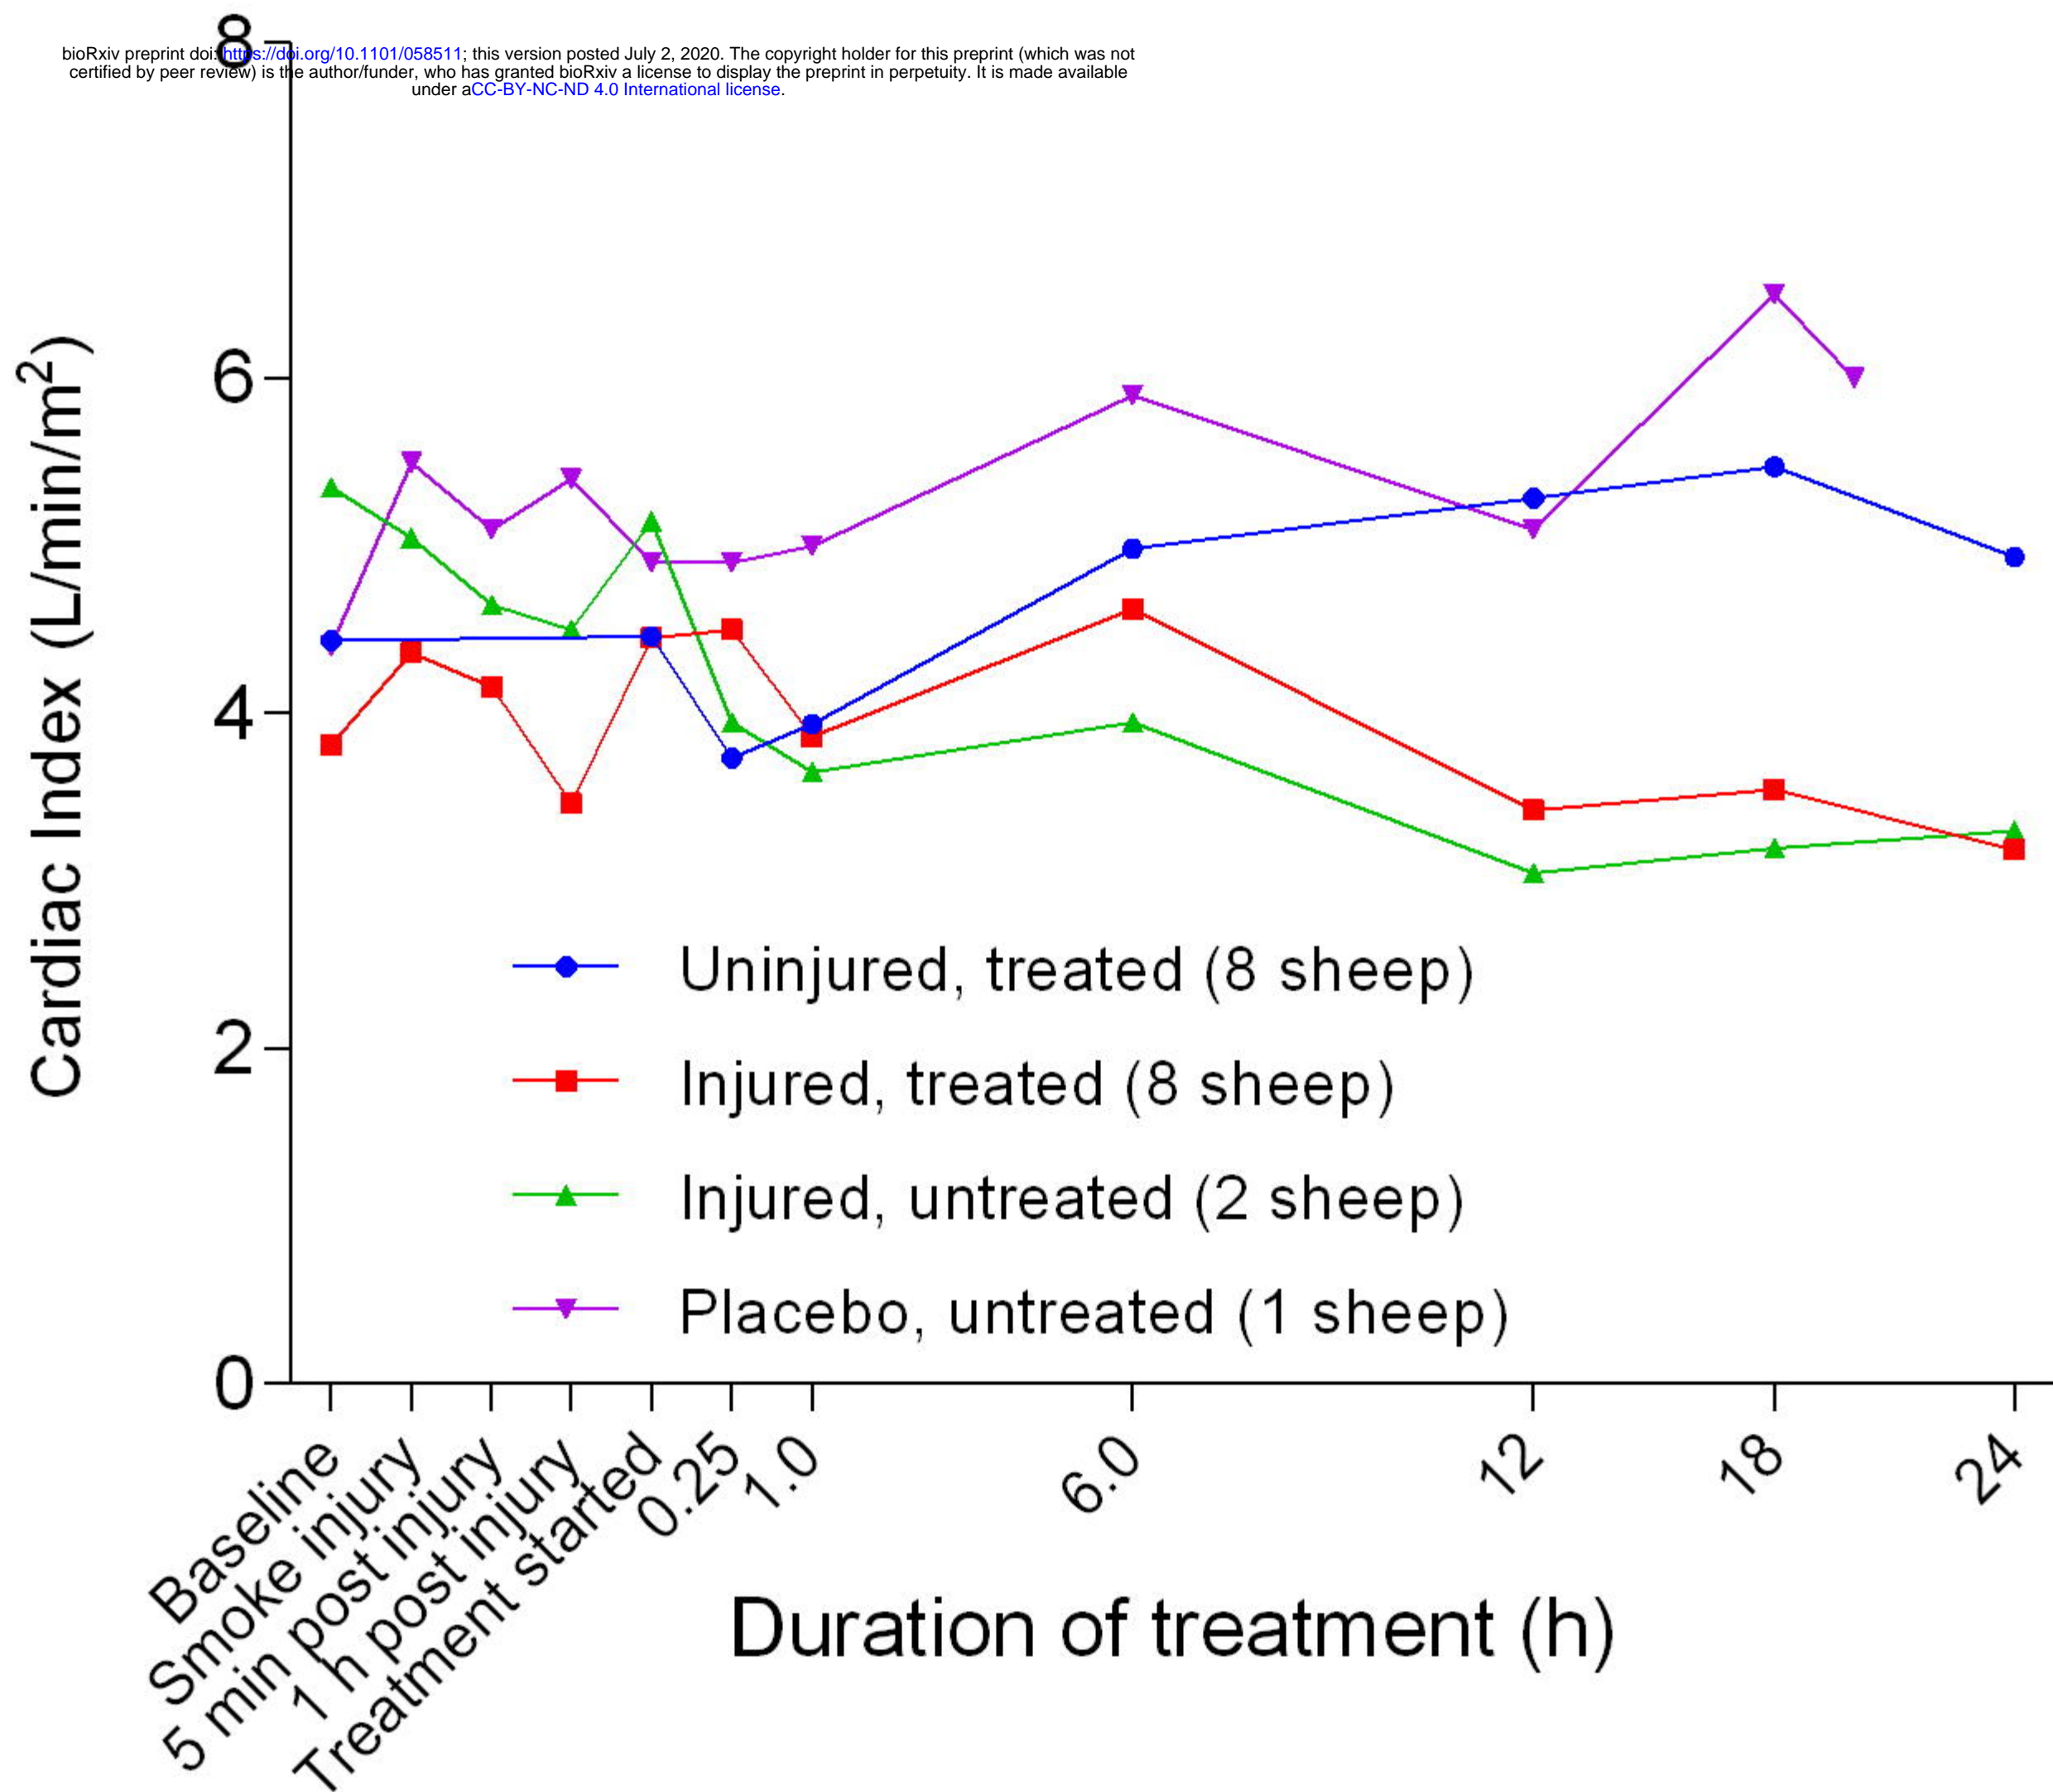 8
bioRxiv preprint doi: https://doi.org/10.1101/058511; this version posted July 2, 2020. The copyright holder for this preprint (which was not
certified by peer review) is the author/funder, who has granted bioRxiv a license to display the preprint in perpetuity. It is made available
under aCC-BY-NC-ND 4.0 International license.
Cardiac Index (L/min/m²)
6
4
2
0
Uninjured, treated (8 sheep)
Injured, treated (8 sheep)
Injured, untreated (2 sheep)
Placebo, untreated (1 sheep)
Baseline
Smoke injury
5 min post injury
1 h post injury
Treatment started
0.25
1.0
6.0
12
18
24
Duration of treatment (h)